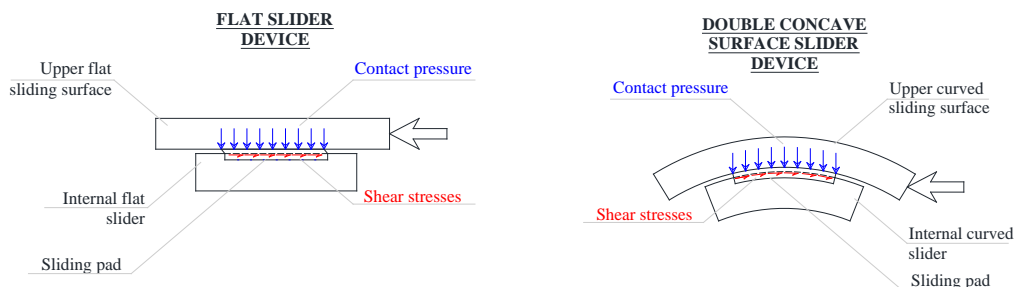 FLAT SLIDER
DEVICE
Upper flat
sliding surface
Contact pressure
Internal flat
slider
Shear stresses
Sliding pad
DOUBLE CONCAVE
SURFACE SLIDER
DEVICE
Contact pressure
Upper curved
sliding surface
Shear stresses
Internal curved
slider
Sliding pad